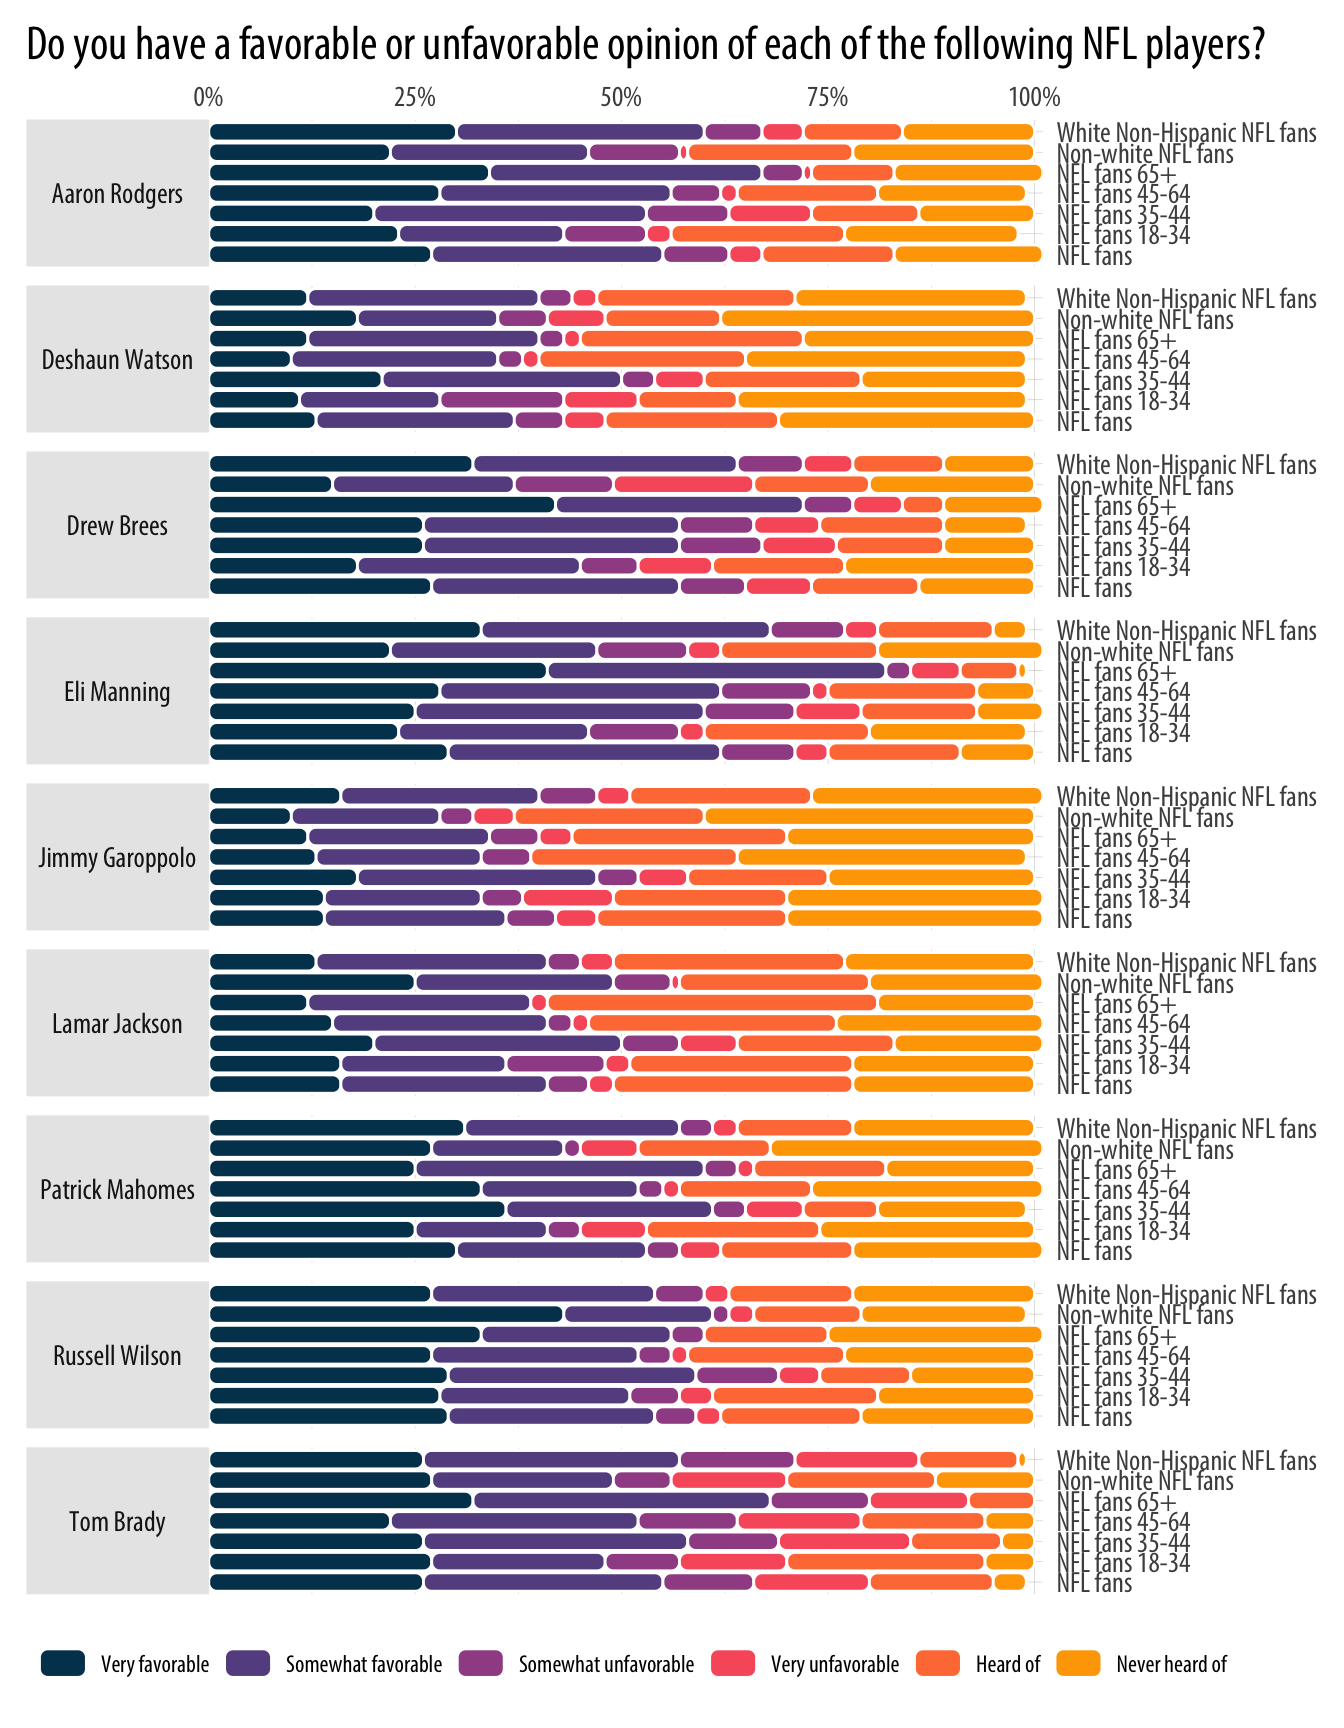 Do you have a favorable or unfavorable opinion of each of the following NFL players?
0% 25% 50% 75% 100%
Aaron Rodgers
White Non-Hispanic NFL fans
Non-white NFL fans
NFL fans 65+
NFL fans 45-64
NFL fans 35-44
NFL fans 18-34
NFL fans
Deshaun Watson
White Non-Hispanic NFL fans
Non-white NFL fans
NFL fans 65+
NFL fans 45-64
NFL fans 35-44
NFL fans 18-34
NFL fans
Drew Brees
White Non-Hispanic NFL fans
Non-white NFL fans
NFL fans 65+
NFL fans 45-64
NFL fans 35-44
NFL fans 18-34
NFL fans
Eli Manning
White Non-Hispanic NFL fans
Non-white NFL fans
NFL fans 65+
NFL fans 45-64
NFL fans 35-44
NFL fans 18-34
NFL fans
Jimmy Garoppolo
White Non-Hispanic NFL fans
Non-white NFL fans
NFL fans 65+
NFL fans 45-64
NFL fans 35-44
NFL fans 18-34
NFL fans
Lamar Jackson
White Non-Hispanic NFL fans
Non-white NFL fans
NFL fans 65+
NFL fans 45-64
NFL fans 35-44
NFL fans 18-34
NFL fans
Patrick Mahomes
White Non-Hispanic NFL fans
Non-white NFL fans
NFL fans 65+
NFL fans 45-64
NFL fans 35-44
NFL fans 18-34
NFL fans
Russell Wilson
White Non-Hispanic NFL fans
Non-white NFL fans
NFL fans 65+
NFL fans 45-64
NFL fans 35-44
NFL fans 18-34
NFL fans
Tom Brady
White Non-Hispanic NFL fans
Non-white NFL fans
NFL fans 65+
NFL fans 45-64
NFL fans 35-44
NFL fans 18-34
NFL fans
Very favorable Somewhat favorable Somewhat unfavorable Very unfavorable Heard of Never heard of